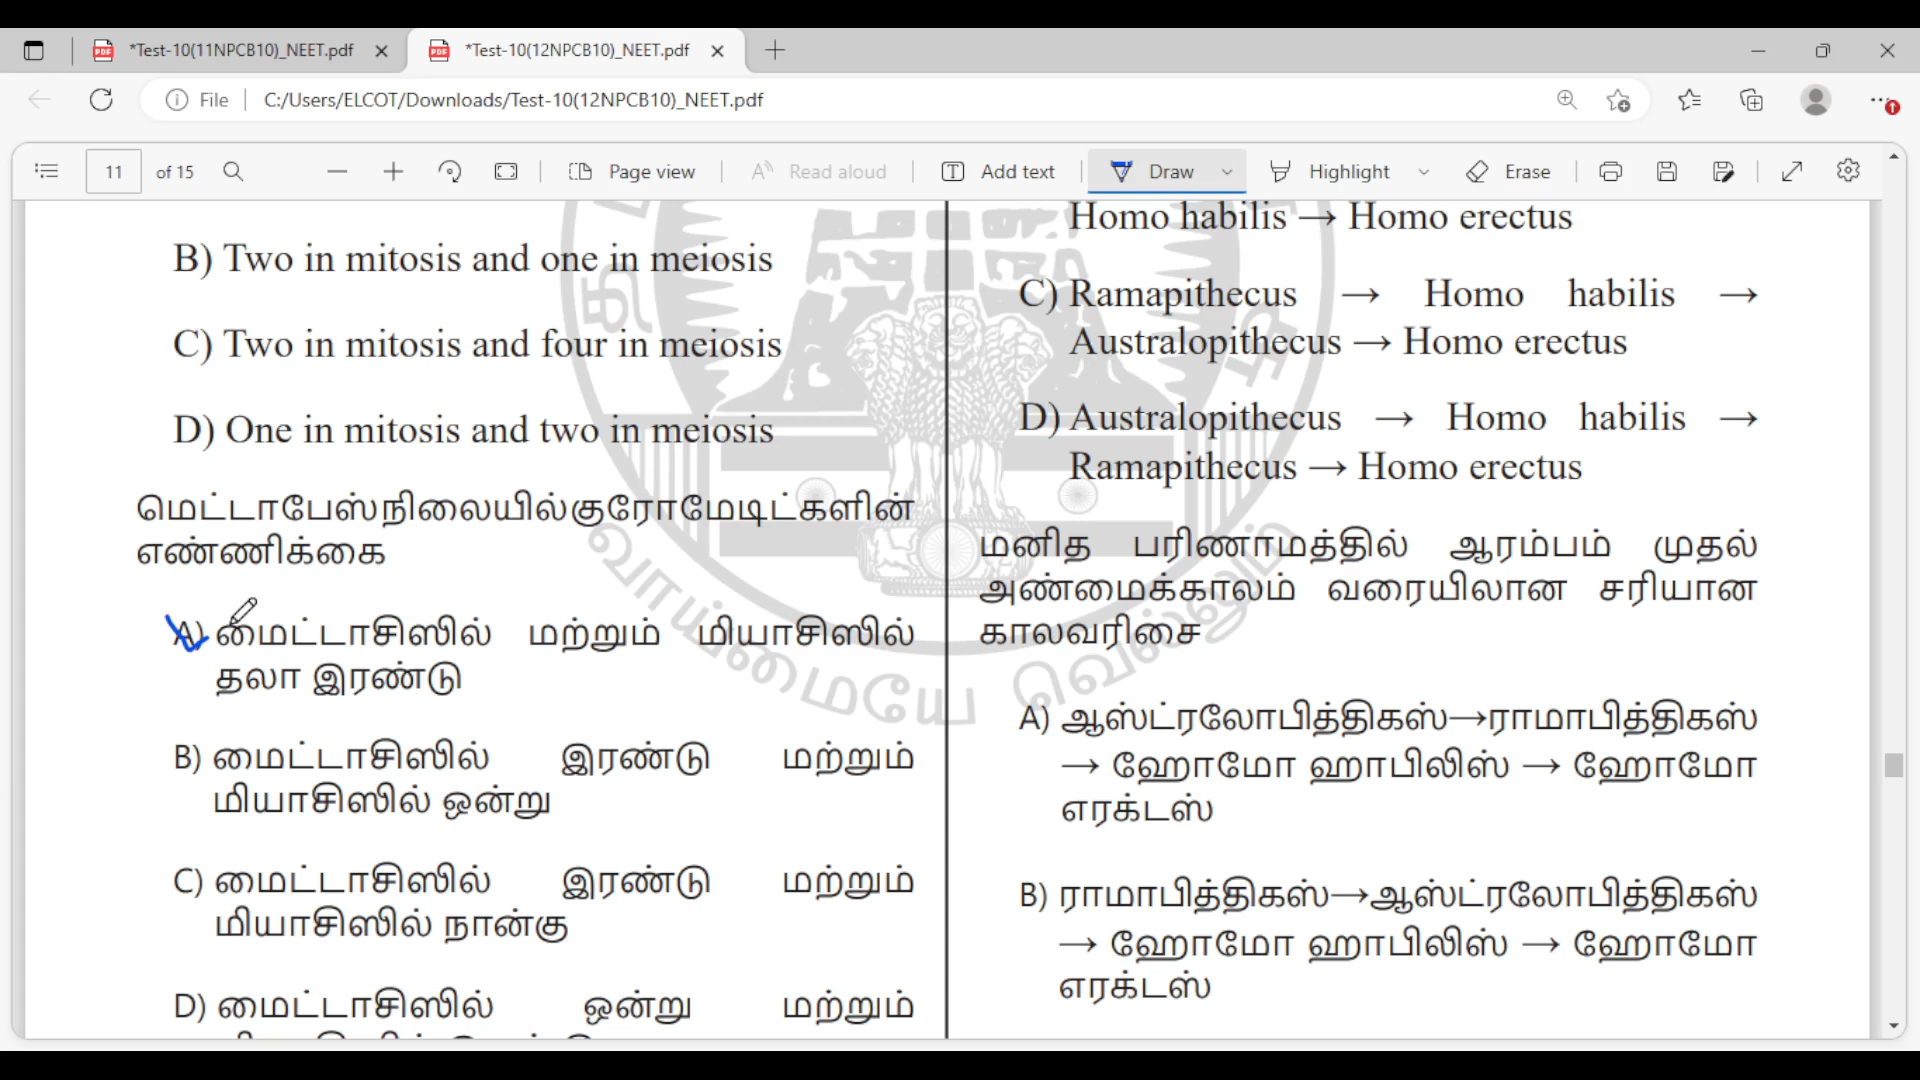 *Test-10(11NPCB10)_NEET.pdf
*Test-10(12NPCB10)_NEET.pdf
File
C:/Users/ELCOT/Downloads/Test-10(12NPCB10)_NEET.pdf
11 of 15
Page view
Read aloud
Add text
Draw
Highlight
Erase
B) Two in mitosis and one in meiosis
C) Two in mitosis and four in meiosis
D) One in mitosis and two in meiosis
மெட்டாபேஸ்நிலையில்குரோமேடிட்களின்
எண்ணிக்கை
A) மைட்டாசிஸில் மற்றும் மியாசிஸில்
தலா இரண்டு
B) மைட்டாசிஸில் இரண்டு மற்றும்
மியாசிஸில் ஒன்று
C) மைட்டாசிஸில் இரண்டு மற்றும்
மியாசிஸில் நான்கு
D) மைட்டாசிஸில் ஒன்று மற்றும்
Homo habilis → Homo erectus
C) Ramapithecus → Homo habilis →
Australopithecus → Homo erectus
D) Australopithecus → Homo habilis →
Ramapithecus → Homo erectus
மனித பரிணாமத்தில் ஆரம்பம் முதல்
அண்மைக்காலம் வரையிலான சரியான
காலவரிசை
A) ஆஸ்ட்ரலோபித்திகஸ்→ராமாபித்திகஸ்
→ ஹோமோ ஹாபிலிஸ் → ஹோமோ
எரக்டஸ்
B) ராமாபித்திகஸ்→ஆஸ்ட்ரலோபித்திகஸ்
→ ஹோமோ ஹாபிலிஸ் → ஹோமோ
எரக்டஸ்
வாய்மையே வெல்லும்